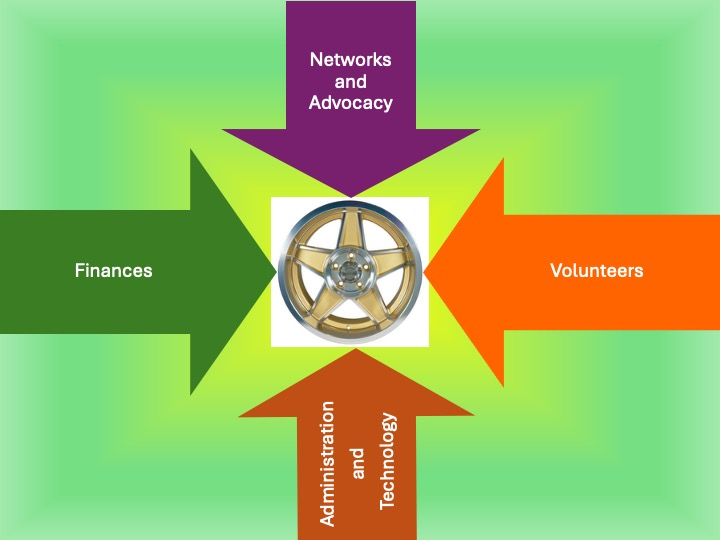 Networks
and
Advocacy
Finances
Volunteers
Administration
and
Technology